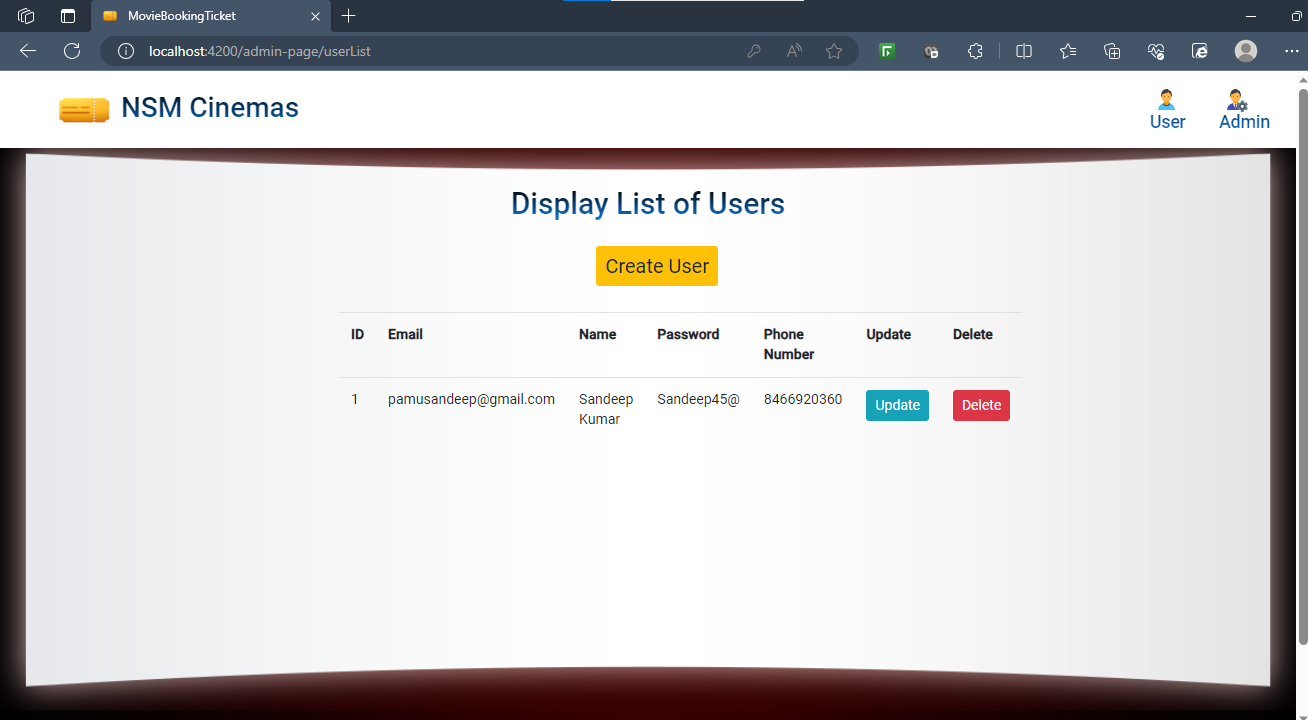 MovieBookingTicket
localhost:4200/admin-page/userList
NSM Cinemas
User
Admin
Display List of Users
Create User
ID Email Name Password Phone Number Update Delete
1 pamusandeep@gmail.com Sandeep Kumar Sandeep45@ 8466920360 Update Delete